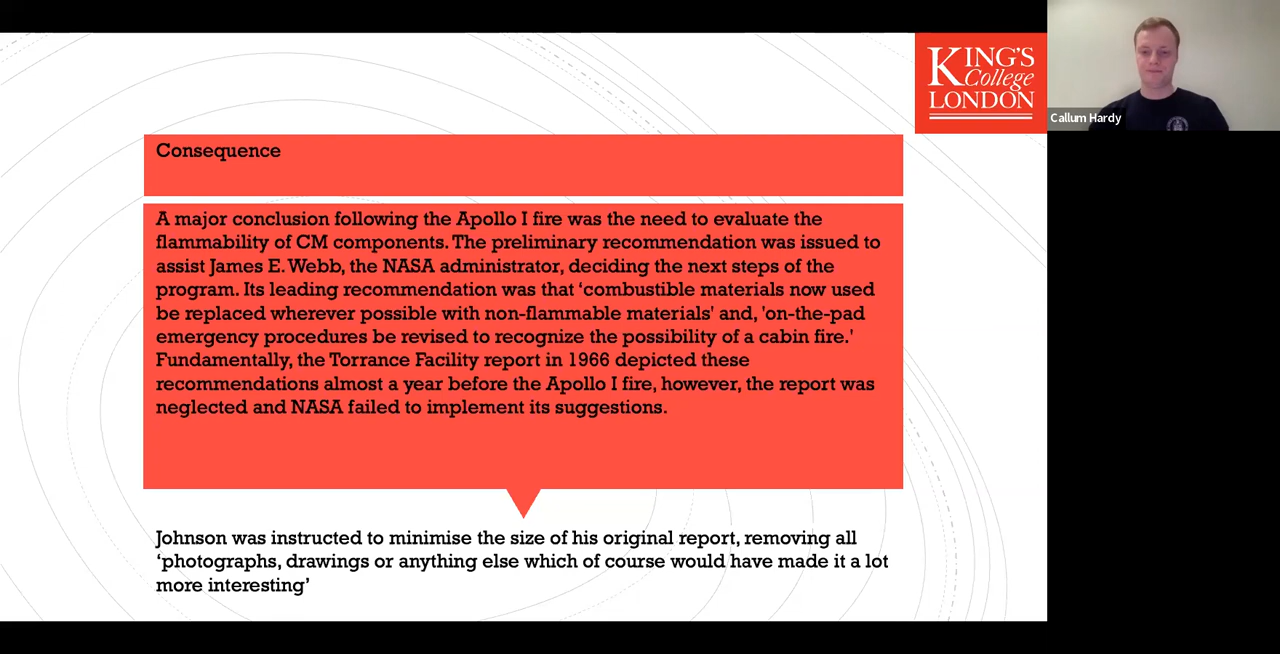 KING'S
College
LONDON
Callum Hardy
Consequence
A major conclusion following the Apollo I fire was the need to evaluate the
flammability of CM components. The preliminary recommendation was issued to
assist James E. Webb, the NASA administrator, deciding the next steps of the
program. Its leading recommendation was that ‘combustible materials now used
be replaced wherever possible with non-flammable materials' and, 'on-the-pad
emergency procedures be revised to recognize the possibility of a cabin fire.'
Fundamentally, the Torrance Facility report in 1966 depicted these
recommendations almost a year before the Apollo I fire, however, the report was
neglected and NASA failed to implement its suggestions.
Johnson was instructed to minimise the size of his original report, removing all
‘photographs, drawings or anything else which of course would have made it a lot
more interesting’